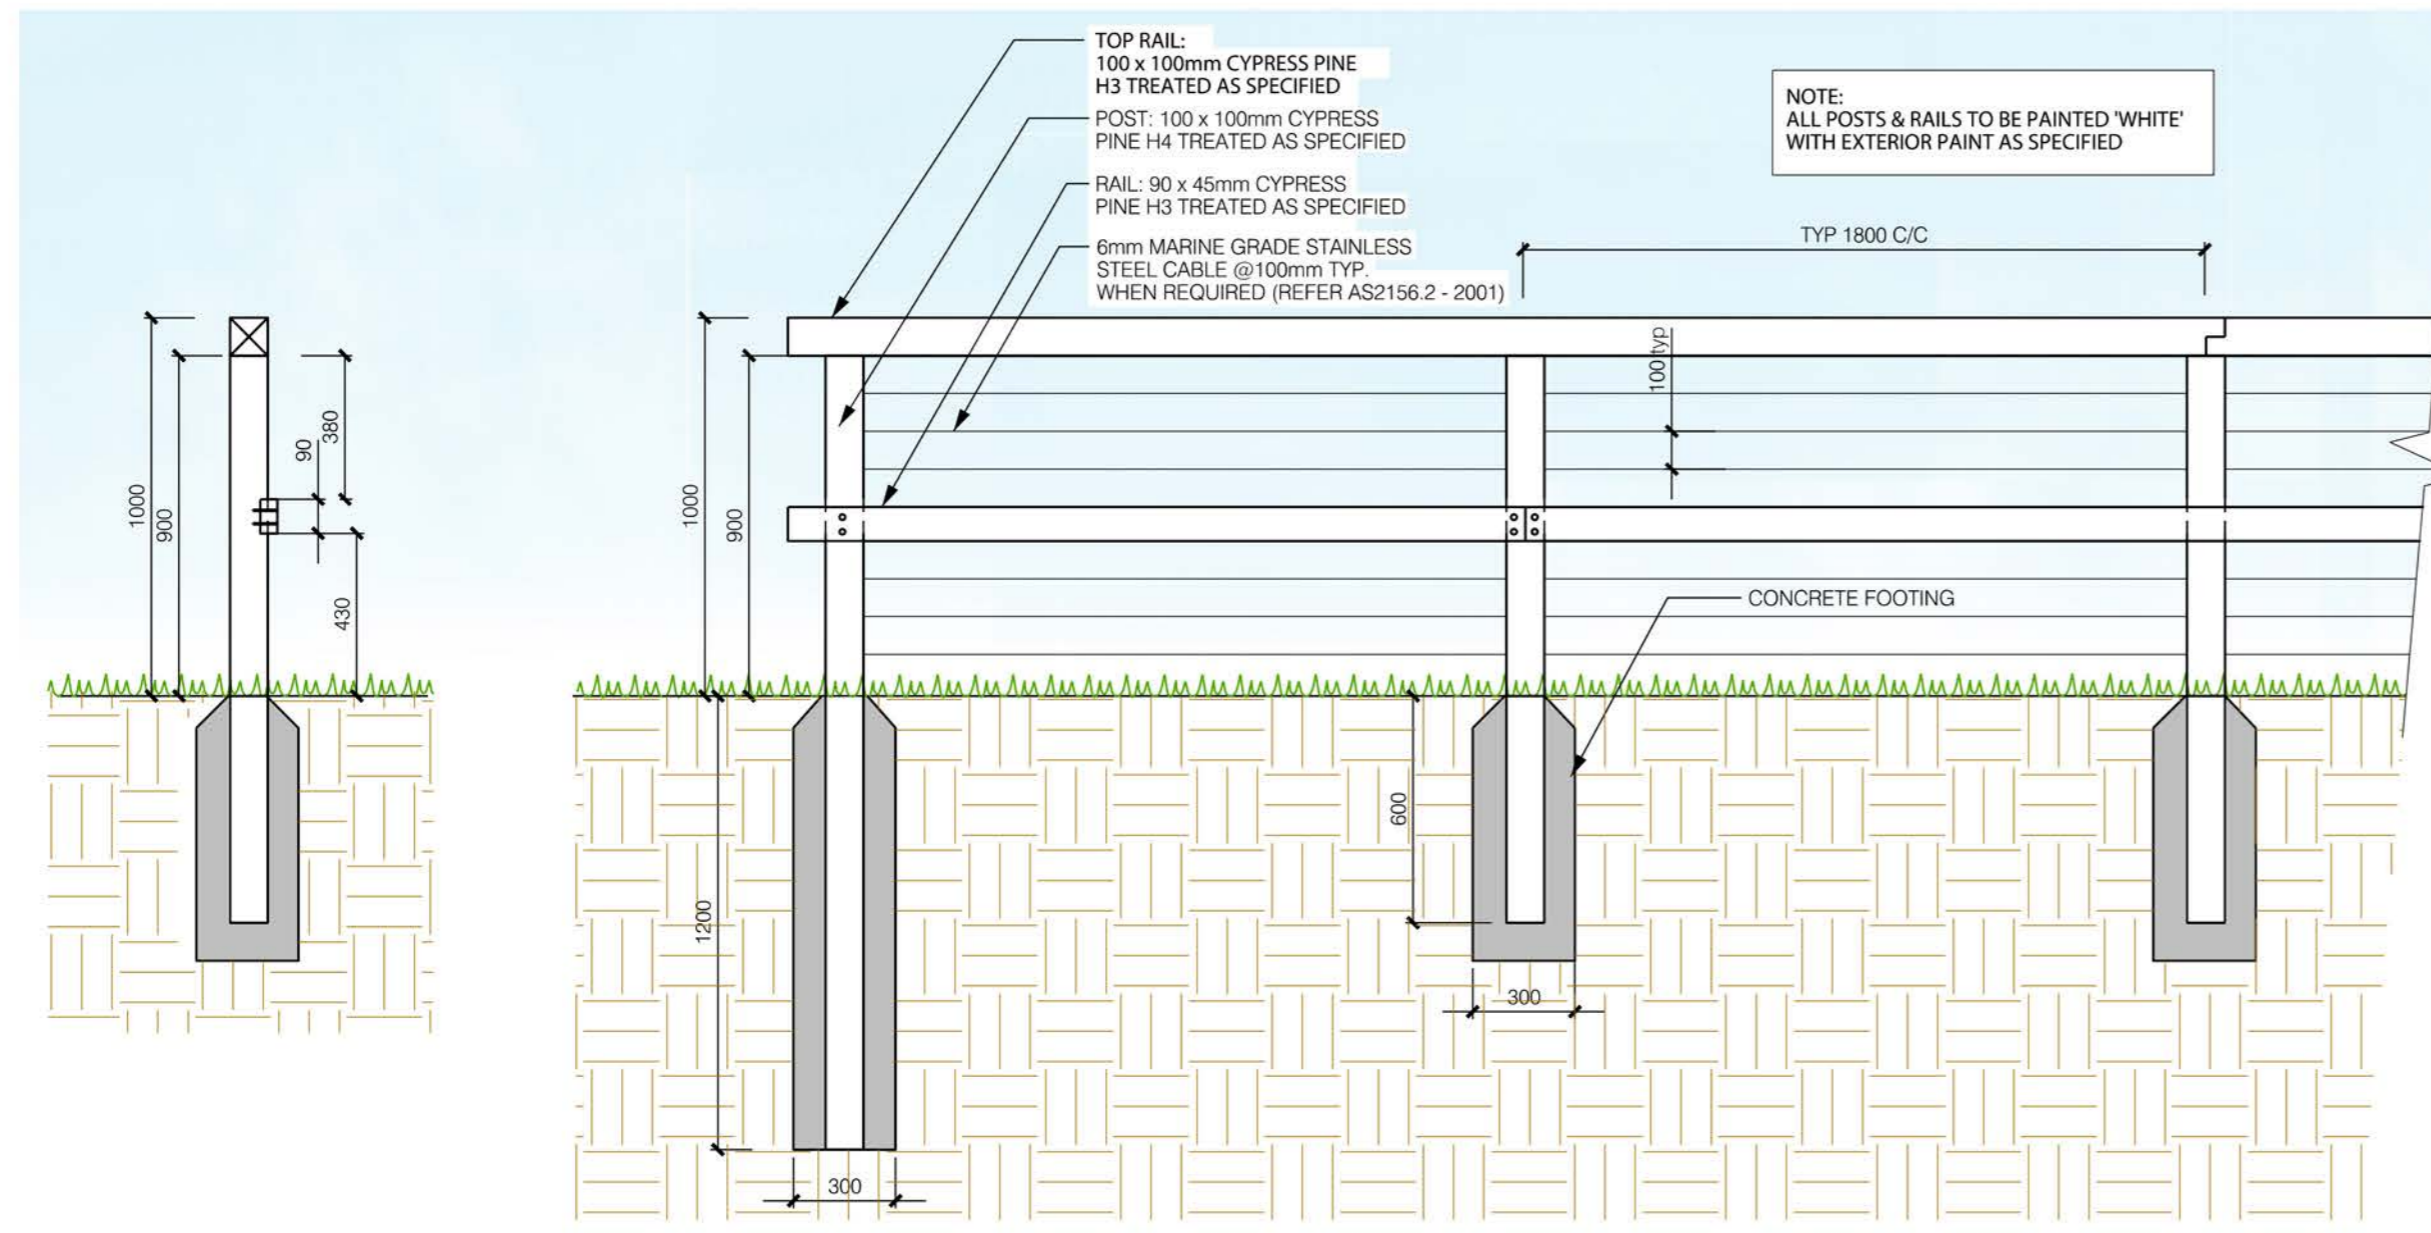 TOP RAIL:
100 x 100mm CYPRESS PINE
H3 TREATED AS SPECIFIED
POST: 100 x 100mm CYPRESS
PINE H4 TREATED AS SPECIFIED
RAIL: 90 x 45mm CYPRESS
PINE H3 TREATED AS SPECIFIED
6mm MARINE GRADE STAINLESS
STEEL CABLE @100mm TYP.
WHEN REQUIRED (REFER AS2156.2 - 2001)
NOTE:
ALL POSTS & RAILS TO BE PAINTED 'WHITE'
WITH EXTERIOR PAINT AS SPECIFIED
TYP 1800 C/C
100 typ
1000
900
90
380
430
1000
900
CONCRETE FOOTING
1200
600
300
300